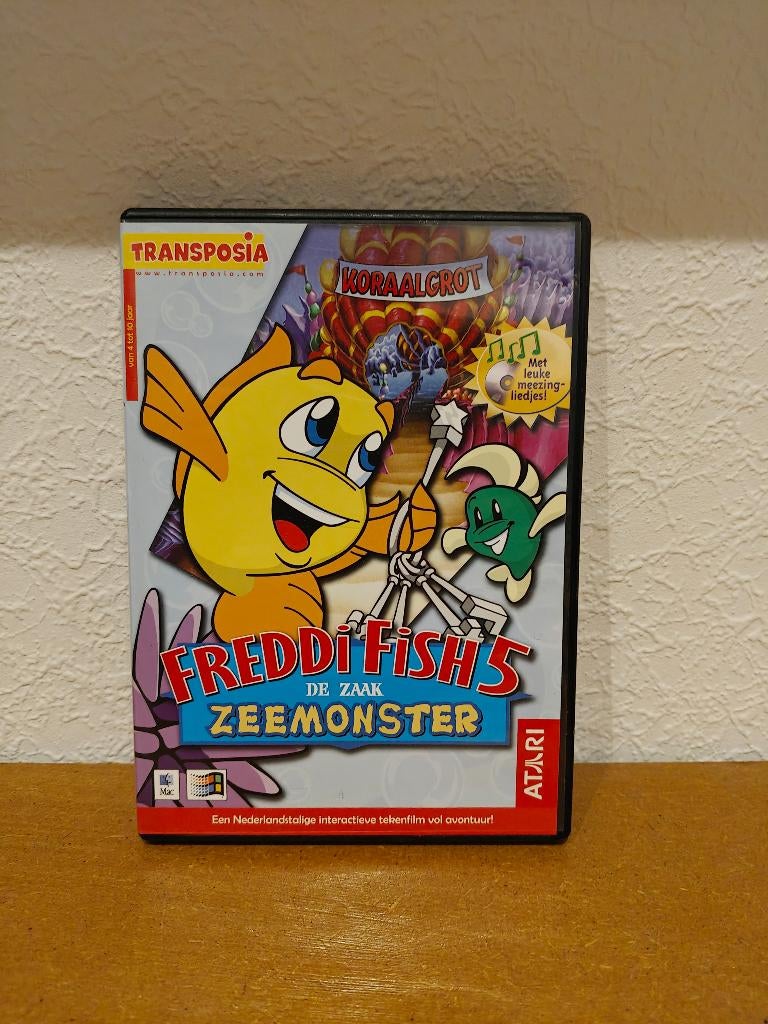 TRANSPOSiA
www.transposia.com
van 4 tot 10 jaar
KORAALGROT
Met
leuke
meezing-
liedjes!
FREDDi FiSH 5
DE ZAAK
ZEEMONSTER
Mac
ATARI
Een Nederlandstalige interactieve tekenfilm vol avontuur!